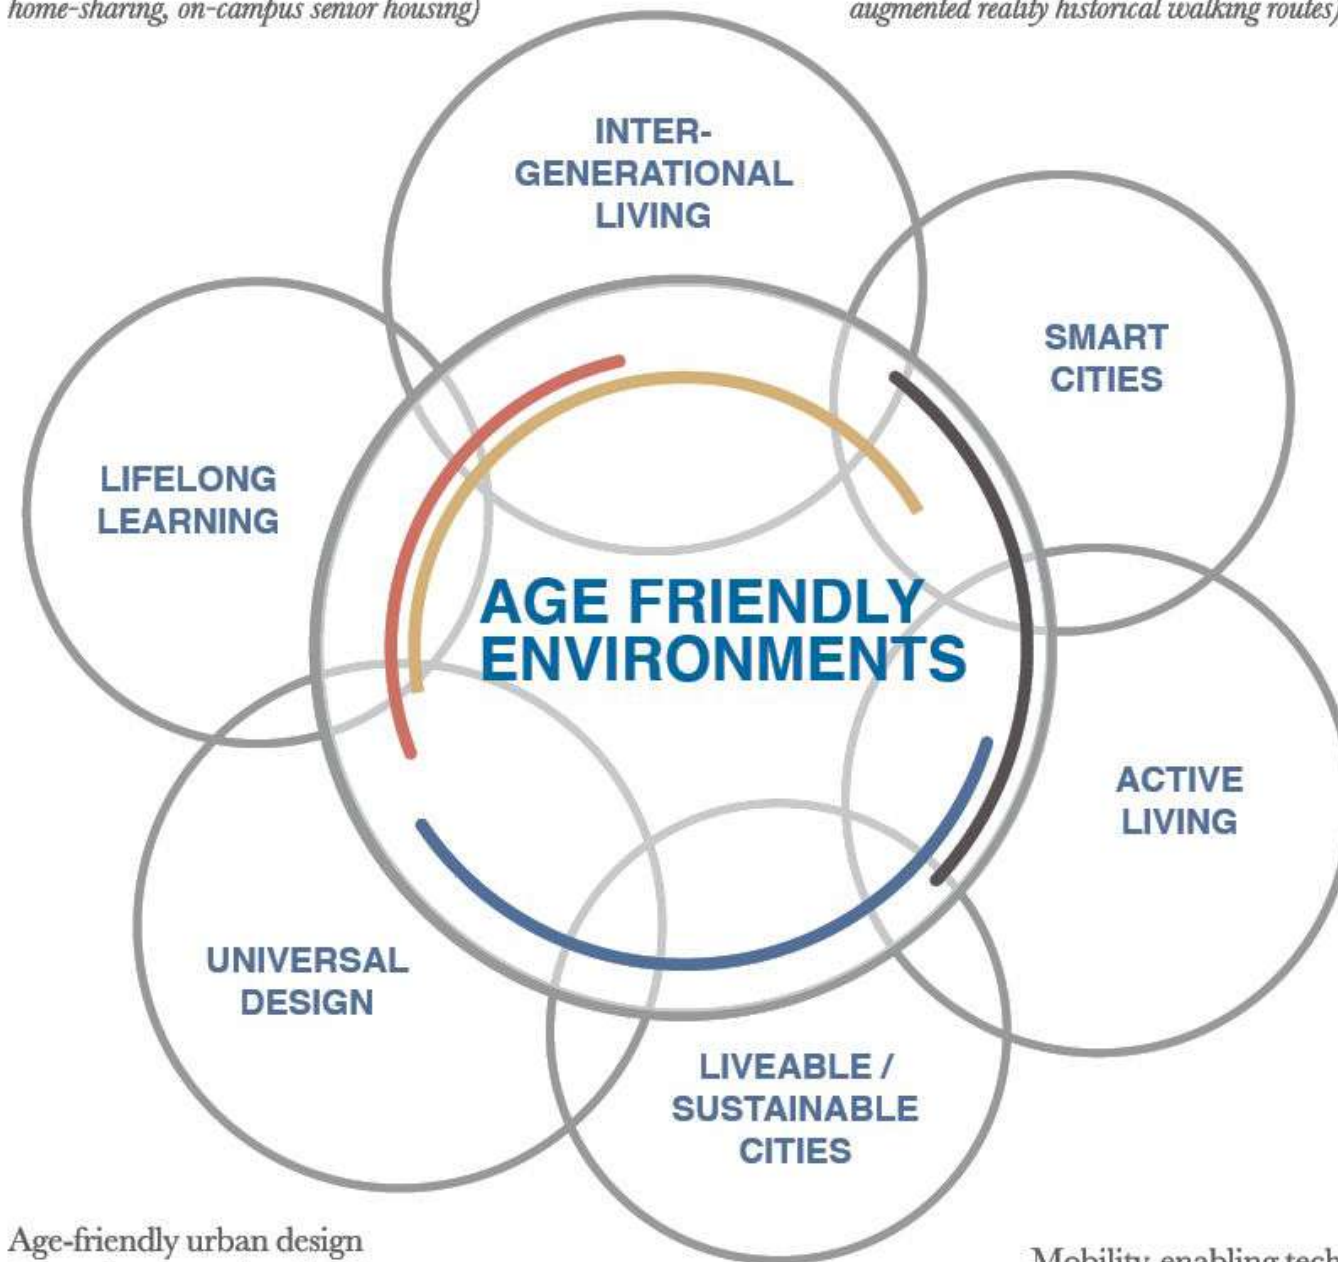 home-sharing, on-campus senior housing)
augmented reality historical walking routes)
INTER-
GENERATIONAL
LIVING
SMART
CITIES
LIFELONG
LEARNING
AGE FRIENDLY
ENVIRONMENTS
ACTIVE
LIVING
UNIVERSAL
DESIGN
LIVEABLE /
SUSTAINABLE
CITIES
Age-friendly urban design
Mobility-enabling tech